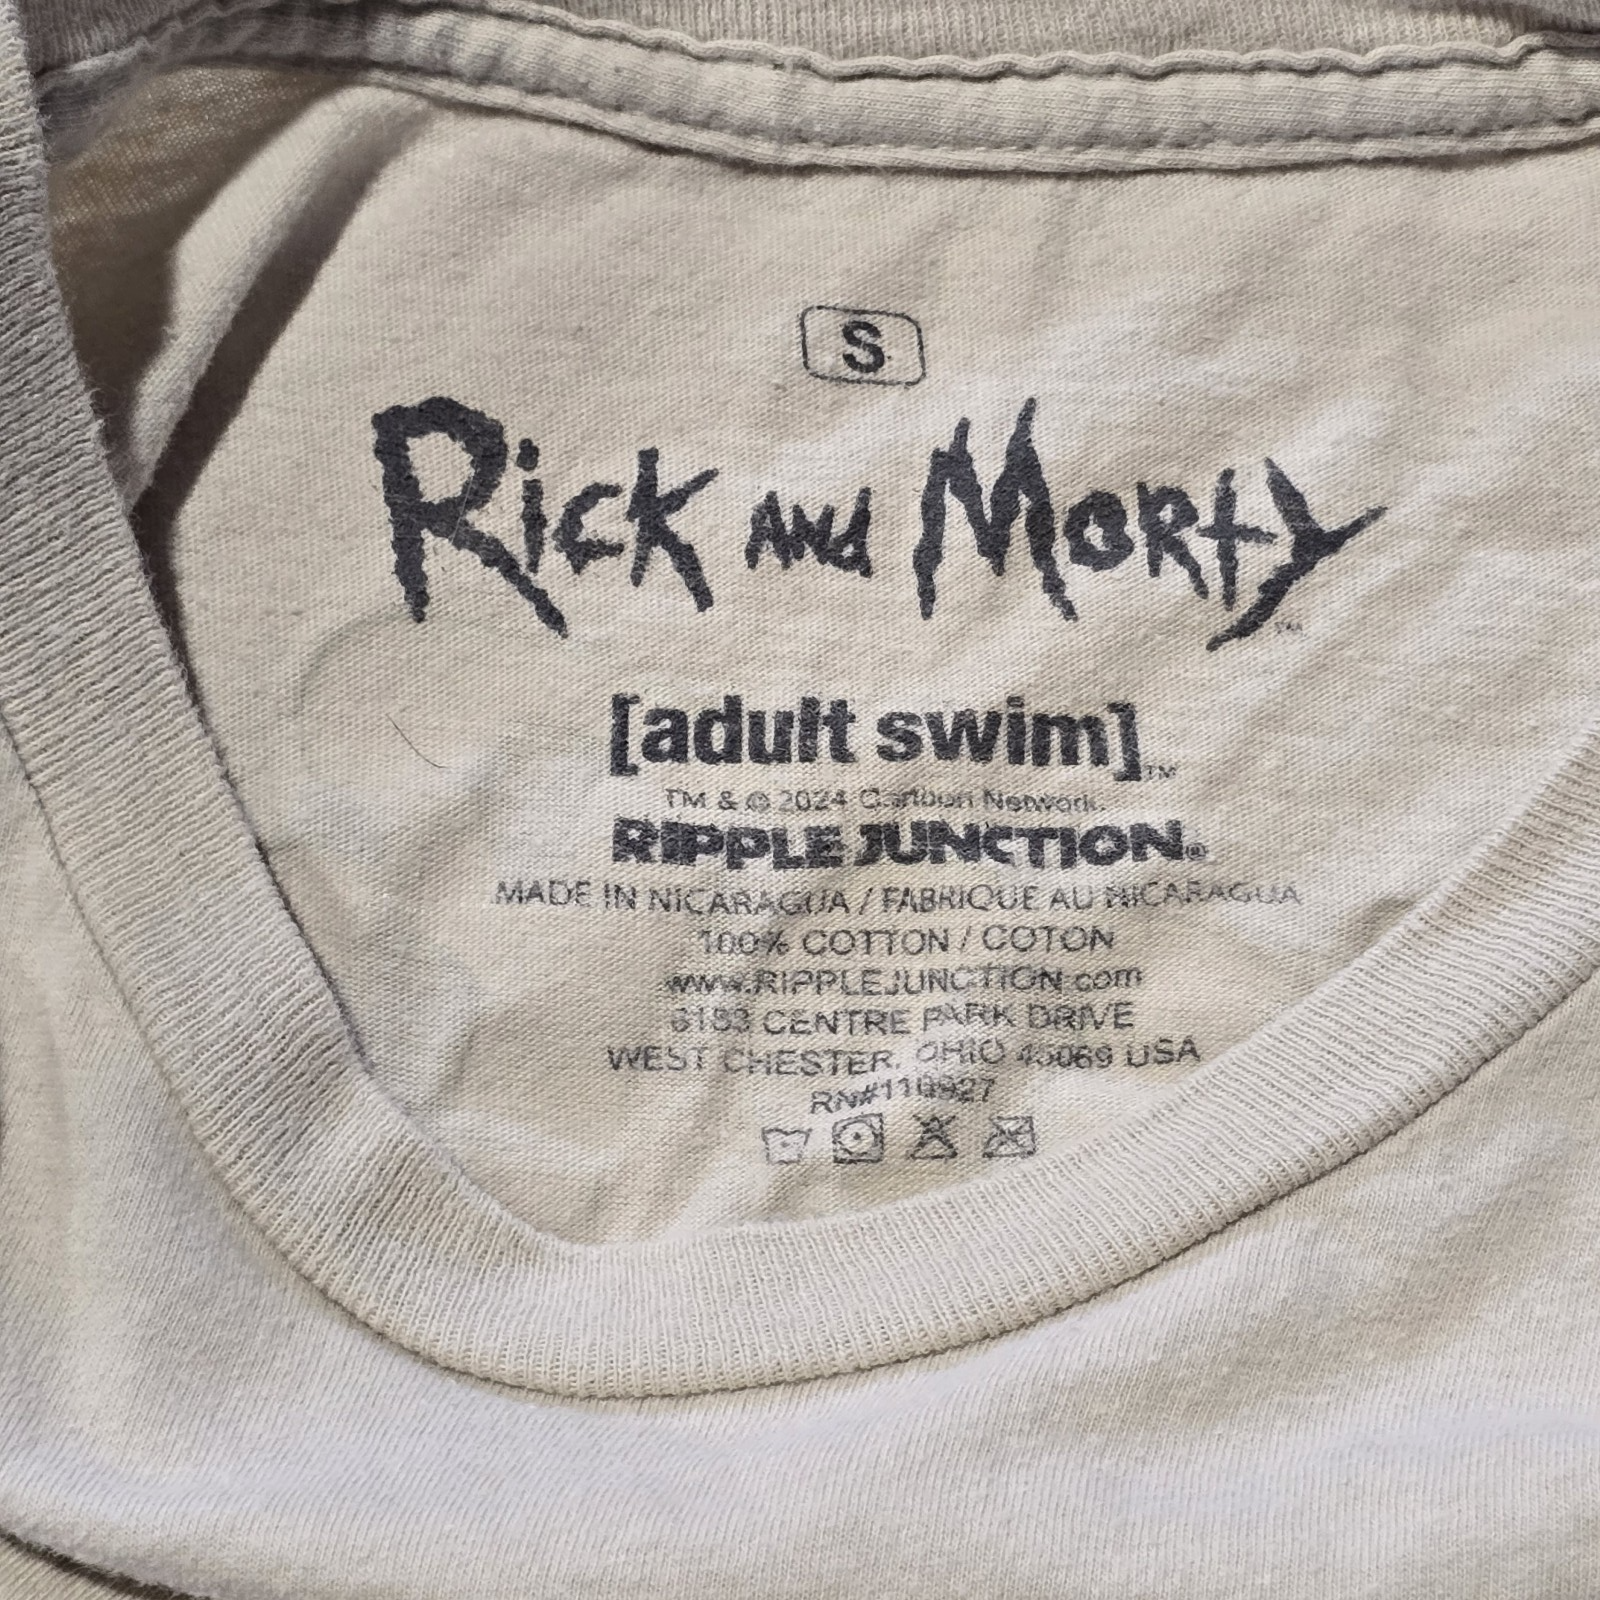 S
Rick and Morty
[adult swim]™
TM & © 2024 Cartoon Network.
RIPPLE JUNCTION®
MADE IN NICARAGUA / FABRIQUE AU NICARAGUA
100% COTTON / COTON
www.RIPPLEJUNCTION.com
CENTRE PARK DRIVE
WEST CHESTER, OHIO 45069 USA
RN#110927